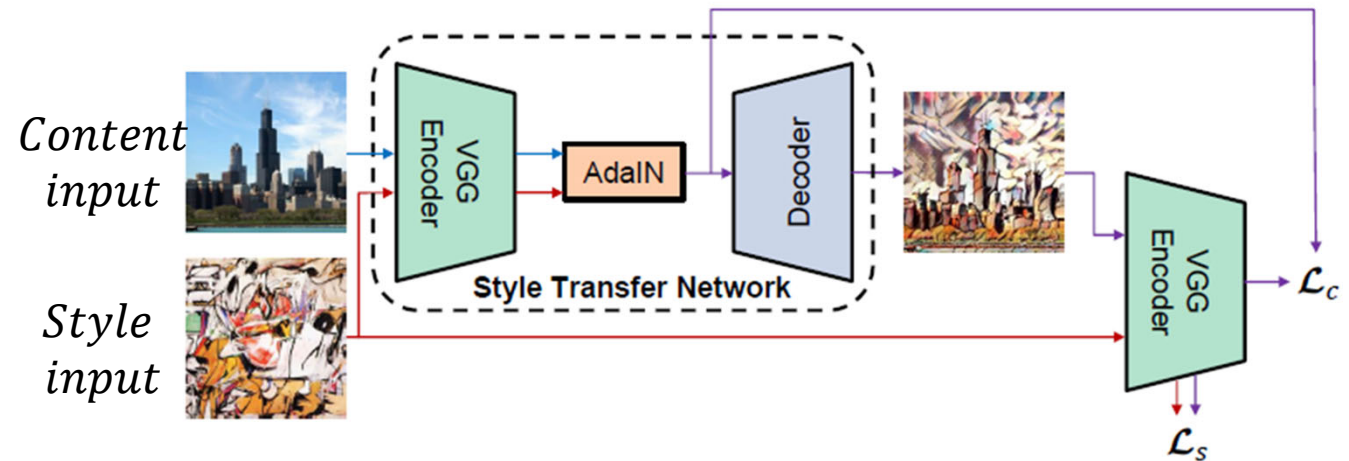 Content
input
Style
input
VGG
Encoder
AdaIN
Decoder
Style Transfer Network
VGG
Encoder
ℒc
ℒs